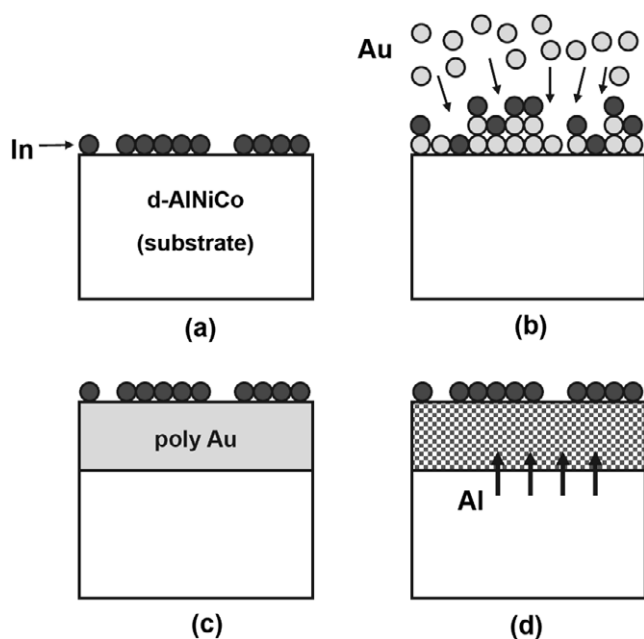 In
d-AlNiCo
(substrate)
(a)
Au
(b)
poly Au
(c)
Al
(d)